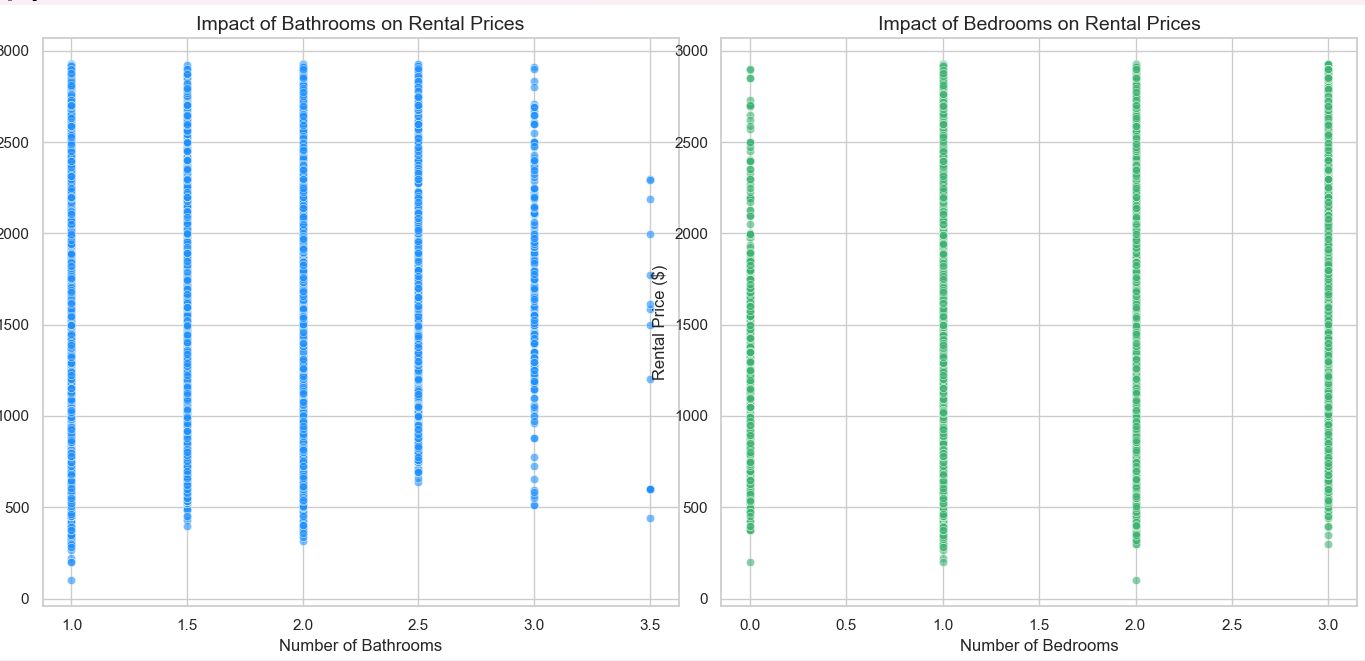 Impact of Bathrooms on Rental Prices
3000
2500
2000
1500
1000
500
0
1.0 1.5 2.0 2.5 3.0 3.5
Number of Bathrooms
Impact of Bedrooms on Rental Prices
Rental Price ($)
3000
2500
2000
1500
1000
500
0
0.0 0.5 1.0 1.5 2.0 2.5 3.0
Number of Bedrooms